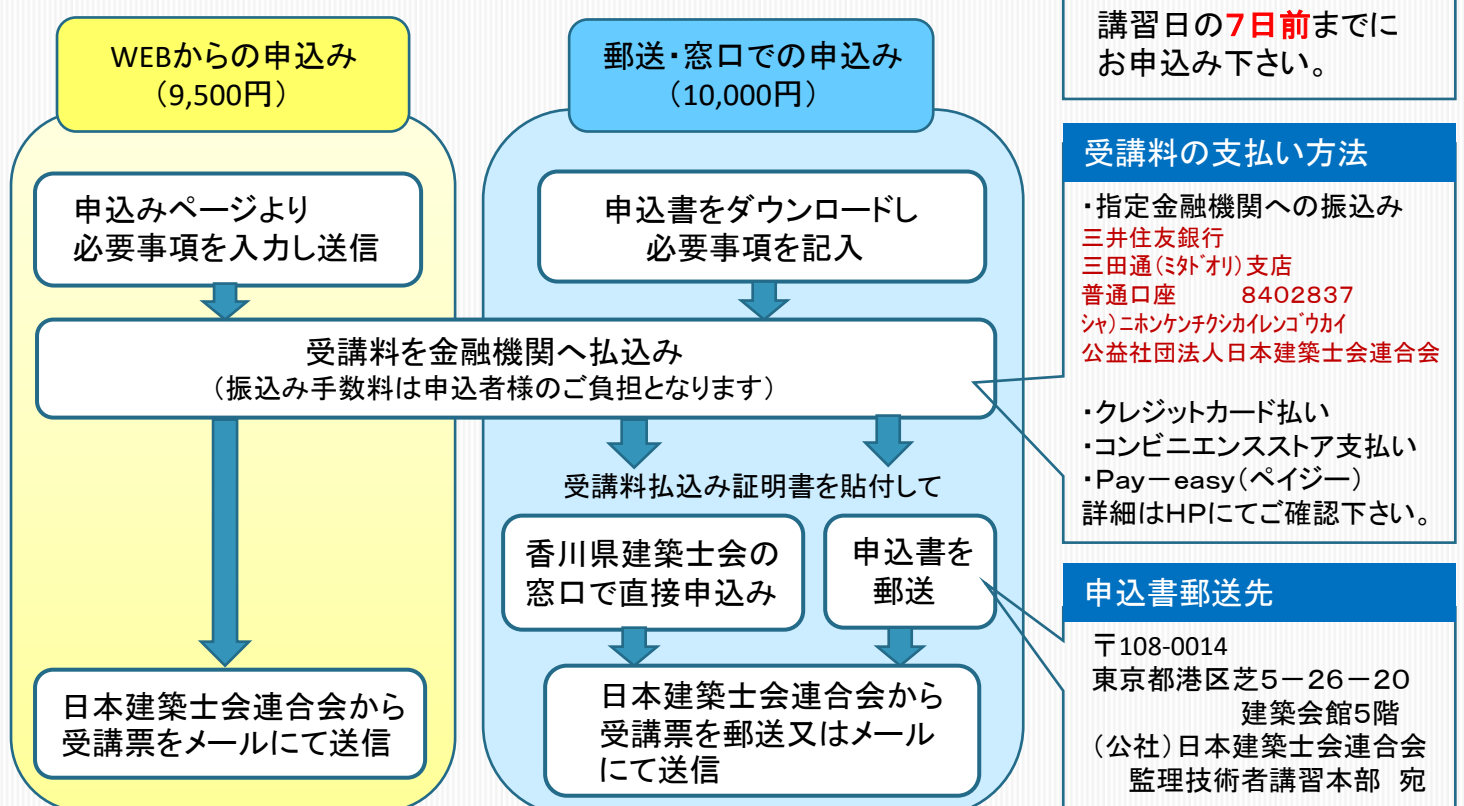 WEBからの申込み
（9,500円）
申込みページより
必要事項を入力し送信
郵送・窓口での申込み
（10,000円）
申込書をダウンロードし
必要事項を記入
受講料を金融機関へ払込み
（振込み手数料は申込者様のご負担となります）
受講料払込み証明書を貼付して
香川県建築士会の
窓口で直接申込み
申込書を
郵送
日本建築士会連合会から
受講票をメールにて送信
日本建築士会連合会から
受講票を郵送又はメール
にて送信
講習日の７日前までに
お申込み下さい。
受講料の支払い方法
・指定金融機関への振込み
三井住友銀行
三田通（ﾐﾀﾄﾞｵﾘ）支店
普通口座　　８４０２８３７
シャ）ニホンケンチクシカイレンゴウカイ
公益社団法人日本建築士会連合会
・クレジットカード払い
・コンビニエンスストア支払い
・Ｐａｙ－ｅａｓｙ（ペイジー）
詳細はHPにてご確認下さい。
申込書郵送先
〒108-0014
東京都港区芝５－２６－２０
建築会館5階
（公社）日本建築士会連合会
監理技術者講習本部　宛